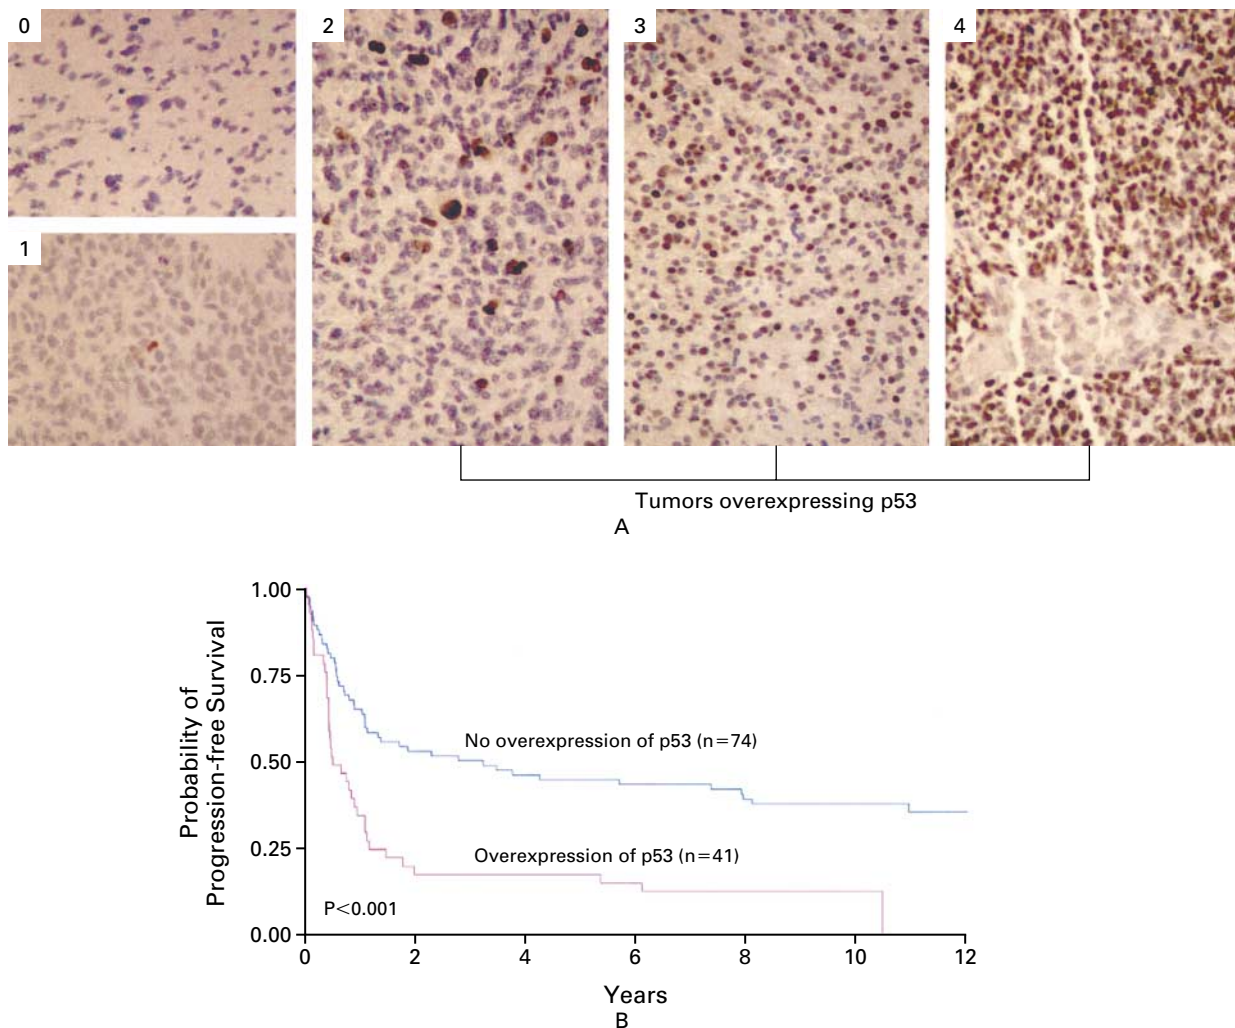 0
2
3
4
1
Tumors overexpressing p53
A
1.00
0.75
0.50
0.25
0.00
Probability of
Progression-free Survival
No overexpression of p53 (n=74)
Overexpression of p53 (n=41)
P<0.001
0 2 4 6 8 10 12
Years
B